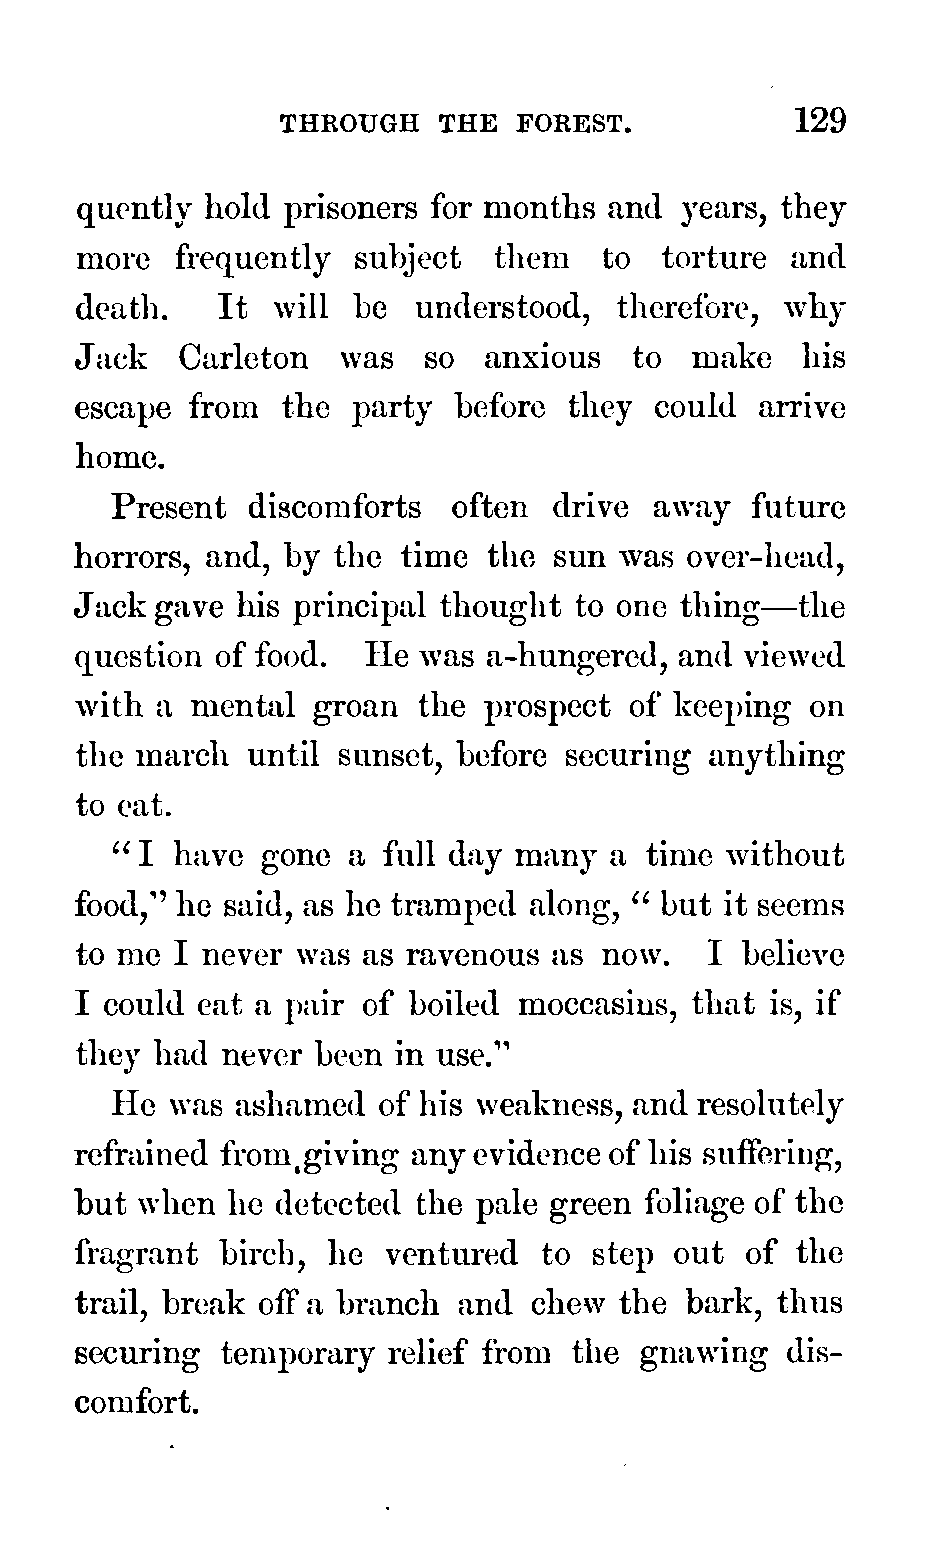 THROUGH THE FOREST. 129
quently hold prisoners for months and years, they
more frequently subject them to torture and
death. It will be understood, therefore, why
Jack Carleton was so anxious to make his
escape from the party before they could arrive
home.
Present discomforts often drive away future
horrors, and, by the time the sun was over-head,
Jack gave his principal thought to one thing—the
question of food. He was a-hungered, and viewed
with a mental groan the prospect of keeping on
the march until sunset, before securing anything
to eat.
"I have gone a full day many a time without
food," he said, as he tramped along, "but it seems
to me I never was as ravenous as now. I believe
I could eat a pair of boiled moccasins, that is, if
they had never been in use."
He was ashamed of his weakness, and resolutely
refrained from giving any evidence of his suffering,
but when he detected the pale green foliage of the
fragrant birch, he ventured to step out of the
trail, break off a branch and chew the bark, thus
securing temporary relief from the gnawing dis-
comfort.